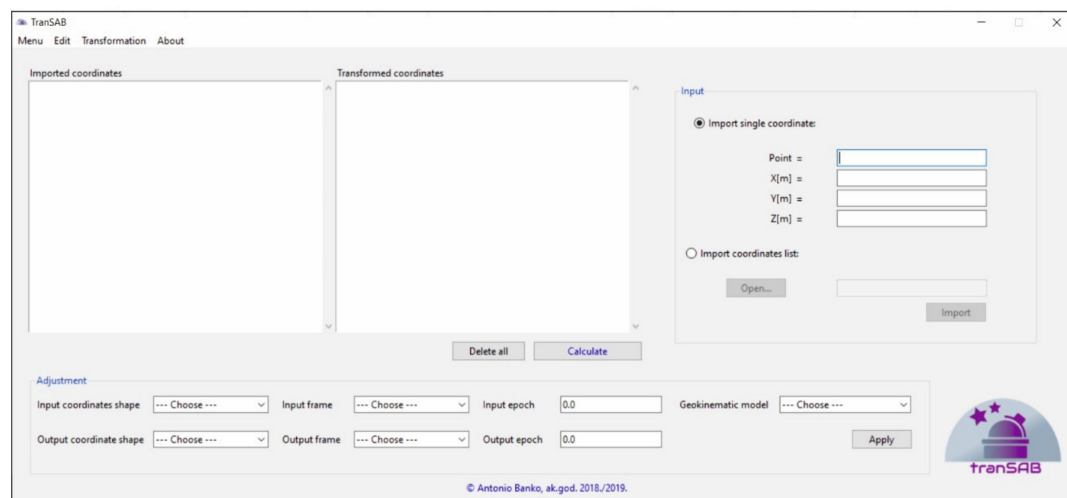 TranSAB
Menu Edit Transformation About
Imported coordinates
Transformed coordinates
Input
Import single coordinate:
Point =
X[m] =
Y[m] =
Z[m] =
Import coordinates list:
Open...
Import
Delete all
Calculate
Adjustment
Input coordinates shape --- Choose --- Input frame --- Choose --- Input epoch 0.0 Geokinematic model --- Choose ---
Output coordinate shape --- Choose --- Output frame --- Choose --- Output epoch 0.0 Apply
tranSAB
© Antonio Banko, ak.god. 2018./2019.